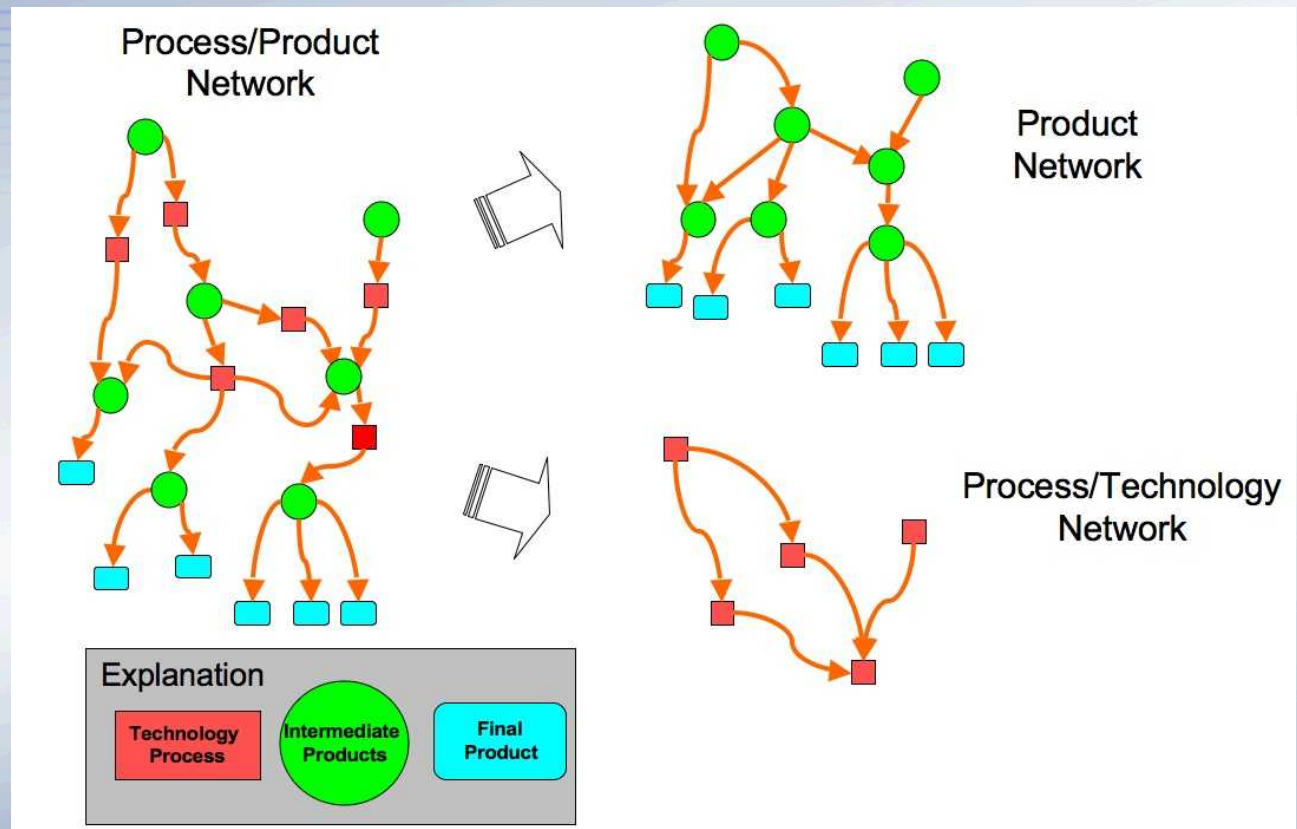 Process/Product
Network
Product
Network
Process/Technology
Network
Explanation
Technology
Process
Intermediate
Products
Final
Product